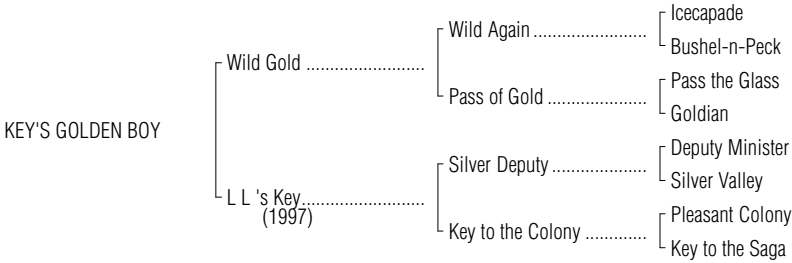 Icecapade
Wild Again ........................
Bushel-n-Peck
Wild Gold .........................
Pass the Glass
Pass of Gold .....................
Goldian
KEY'S GOLDEN BOY
Deputy Minister
Silver Deputy ....................
Silver Valley
L L 's Key..........................
(1997)
Pleasant Colony
Key to the Colony .............
Key to the Saga